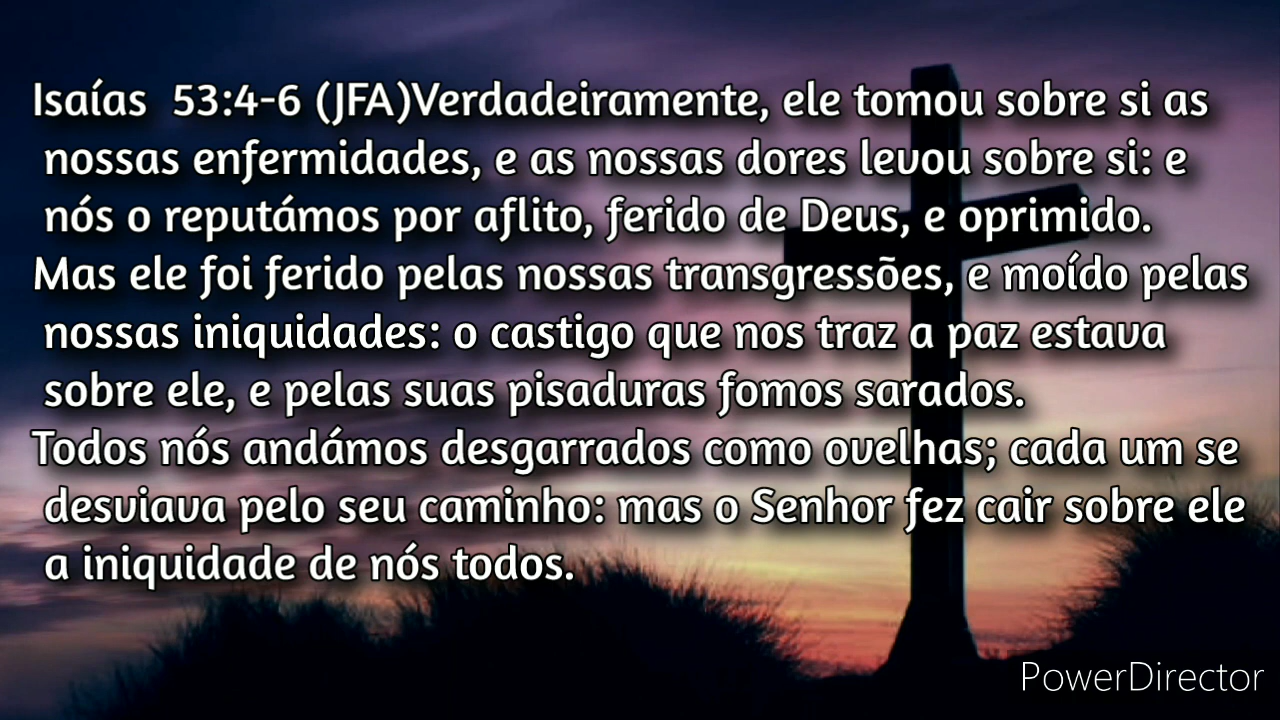 Isaías  53:4-6 (JFA)Verdadeiramente, ele tomou sobre si as
nossas enfermidades, e as nossas dores levou sobre si: e
nós o reputámos por aflito, ferido de Deus, e oprimido.
Mas ele foi ferido pelas nossas transgressões, e moído pelas
nossas iniquidades: o castigo que nos traz a paz estava
sobre ele, e pelas suas pisaduras fomos sarados.
Todos nós andámos desgarrados como ovelhas; cada um se
desviava pelo seu caminho: mas o Senhor fez cair sobre ele
a iniquidade de nós todos.
PowerDirector